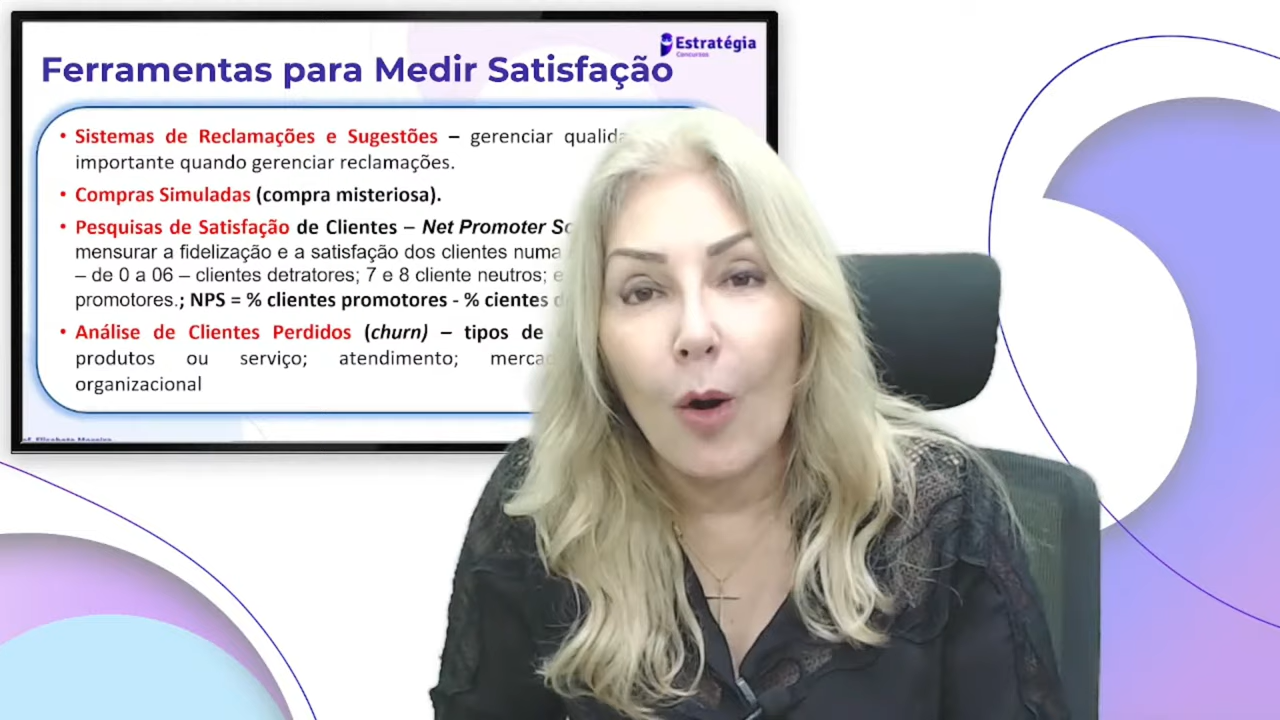 Estratégia
Concursos
Ferramentas para Medir Satisfação
• Sistemas de Reclamações e Sugestões – gerenciar
importante quando gerenciar reclamações.
• Compras Simuladas (compra misteriosa).
• Pesquisas de Satisfação de Clientes – Net Promoter
mensurar a fidelização e a satisfação dos clientes numa
– de 0 a 06 – clientes detratores; 7 e 8 cliente neutros; e
promotores.; NPS = % clientes promotores - % cientes
• Análise de Clientes Perdidos (churn) – tipos de
produtos ou serviço; atendimento;
organizacional